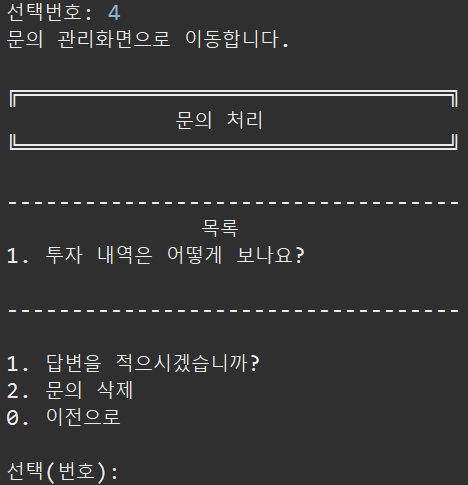 선택번호: 4
문의 관리화면으로 이동합니다.
╔══════════════════════════════════╗
문의 처리
╚══════════════════════════════════╝
-----------------------------------
목록
1. 투자 내역은 어떻게 보나요?
-----------------------------------
1. 답변을 적으시겠습니까?
2. 문의 삭제
0. 이전으로
선택(번호):